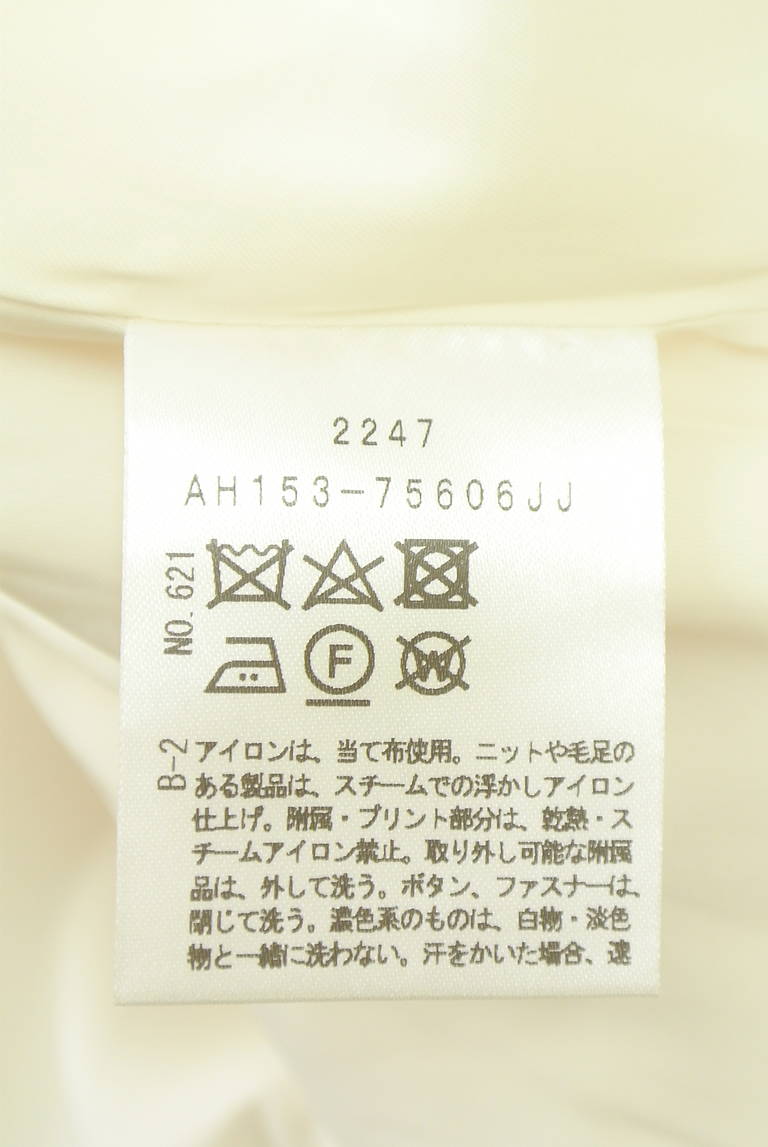 2247
AH153-75606JJ
NO.621
F
W
B-2
アイロンは、当て布使用。ニットや毛足の
ある製品は、スチームでの浮かしアイロン
仕上げ。附属・プリント部分は、乾熱・ス
チームアイロン禁止。取り外し可能な附属
品は、外して洗う。ボタン、ファスナーは、
閉じて洗う。濃色系のものは、白物・淡色
物と一緒に洗わない。汗をかいた場合、速